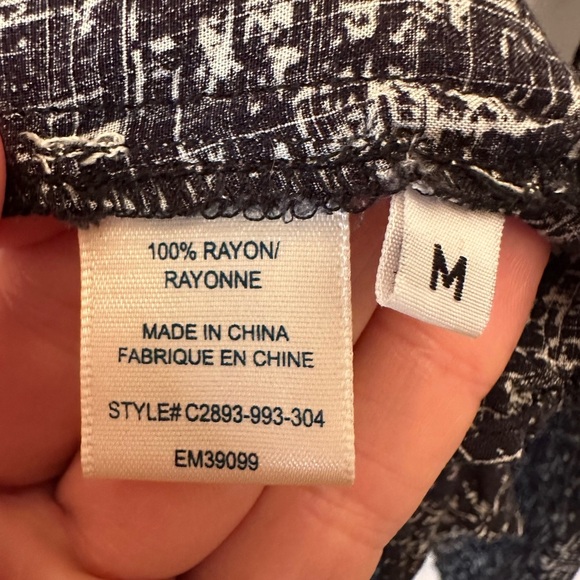 100% RAYON/
RAYONNE
MADE IN CHINA
FABRIQUE EN CHINE
STYLE# C2893-993-304
EM39099
M